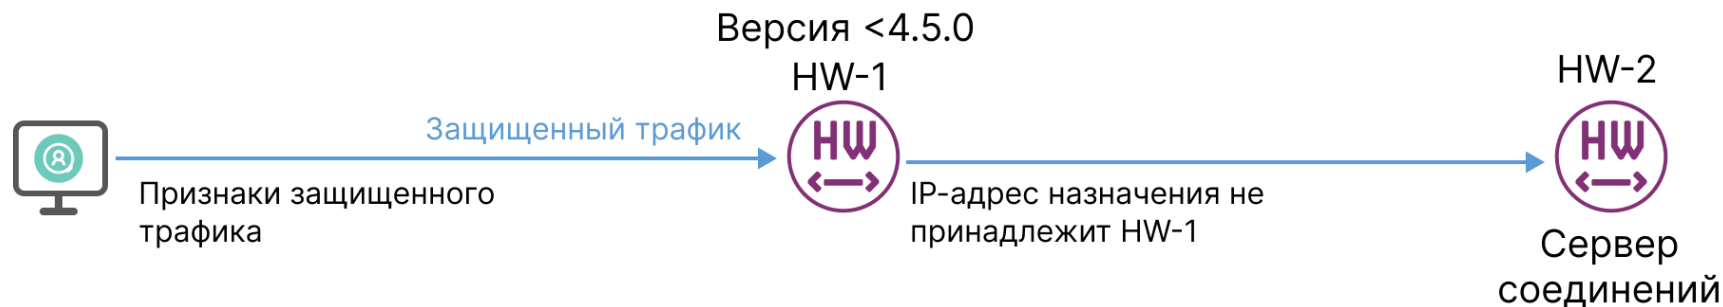 Версия <4.5.0
HW-1
HW-2
Защищенный трафик
HW
HW
Признаки защищенного
трафика
IP-адрес назначения не
принадлежит HW-1
Сервер
соединений